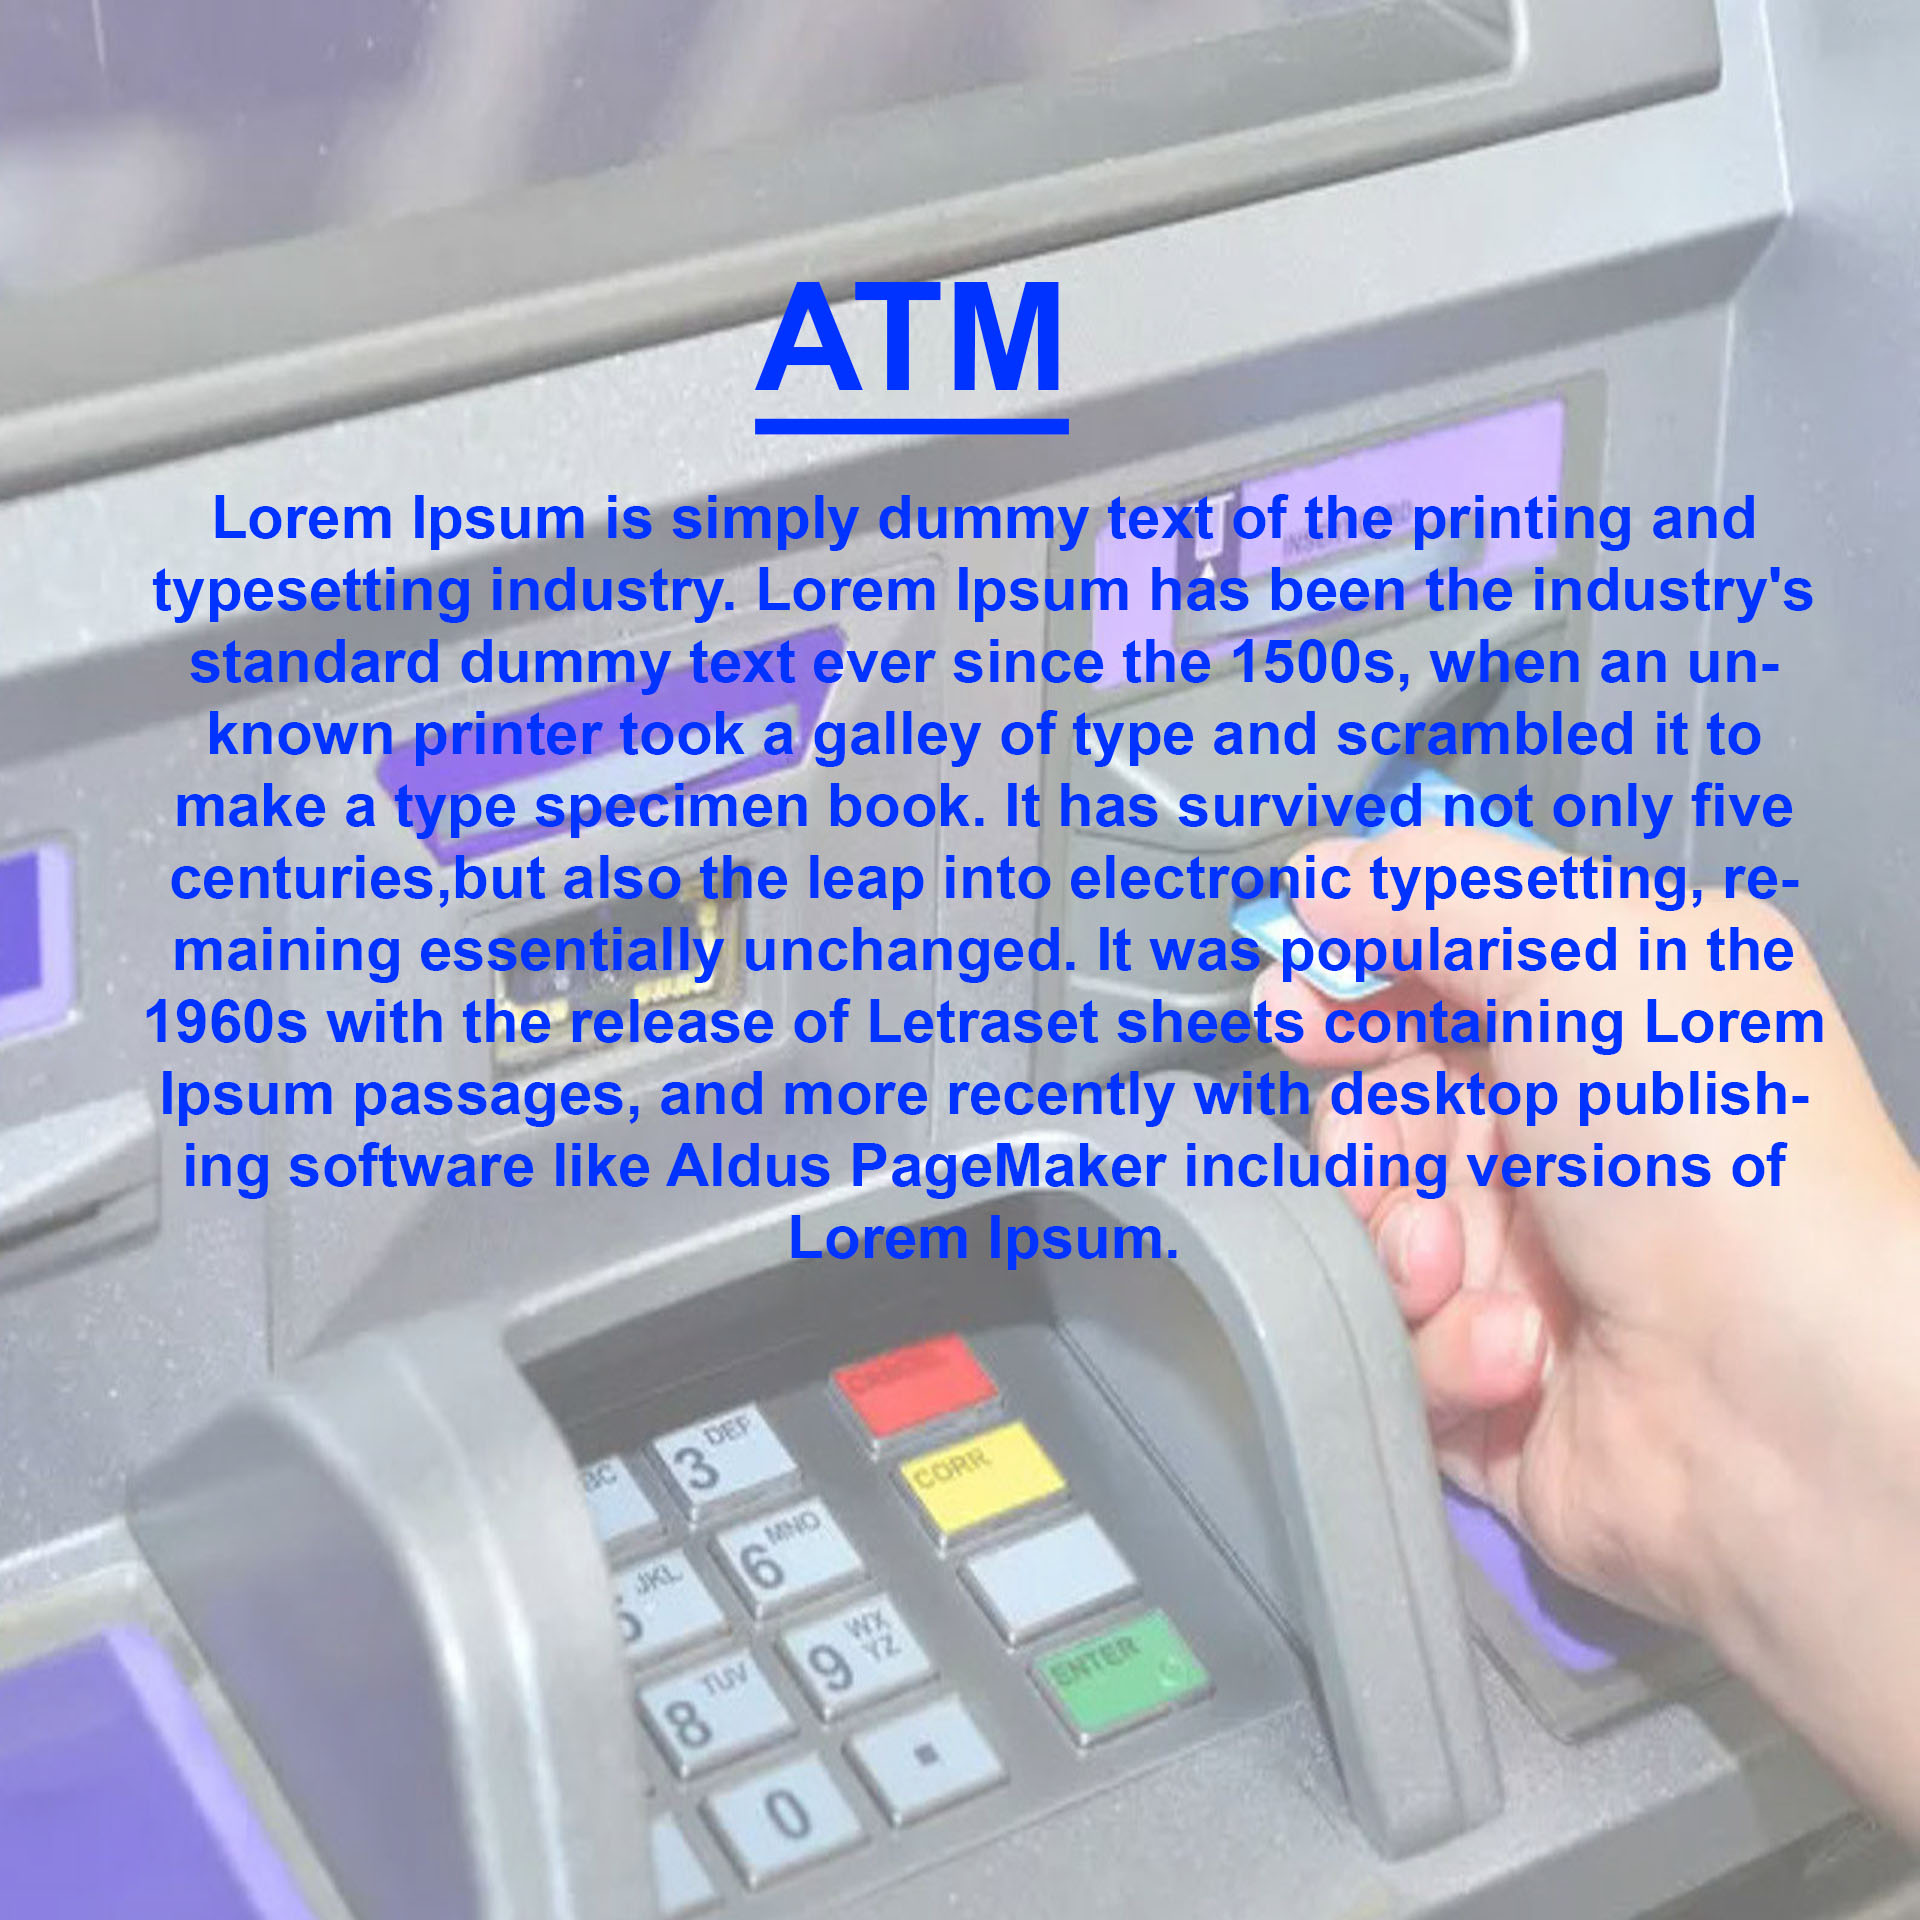 ATM
Lorem Ipsum is simply dummy text of the printing and
typesetting industry. Lorem Ipsum has been the industry's
standard dummy text ever since the 1500s, when an un-
known printer took a galley of type and scrambled it to
make a type specimen book. It has survived not only five
centuries,but also the leap into electronic typesetting, re-
maining essentially unchanged. It was popularised in the
1960s with the release of Letraset sheets containing Lorem
Ipsum passages, and more recently with desktop publish-
ing software like Aldus PageMaker including versions of
Lorem Ipsum.
3 DEF
CORR
6 MNO
JKL
9 WX
YZ
ENTER
8 TUV
0